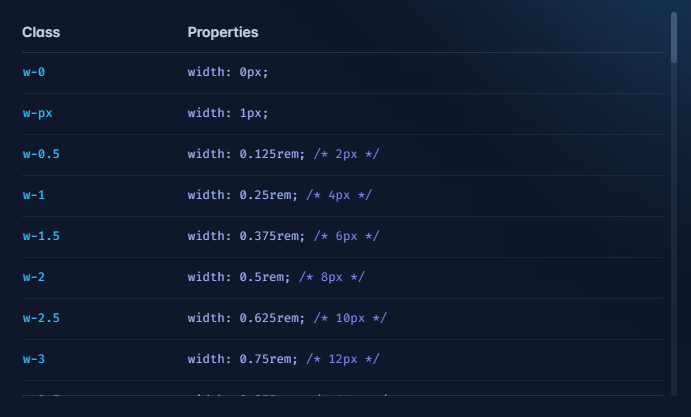 Class Properties
w-0 width: 0px;
w-px width: 1px;
w-0.5 width: 0.125rem; /* 2px */
w-1 width: 0.25rem; /* 4px */
w-1.5 width: 0.375rem; /* 6px */
w-2 width: 0.5rem; /* 8px */
w-2.5 width: 0.625rem; /* 10px */
w-3 width: 0.75rem; /* 12px */